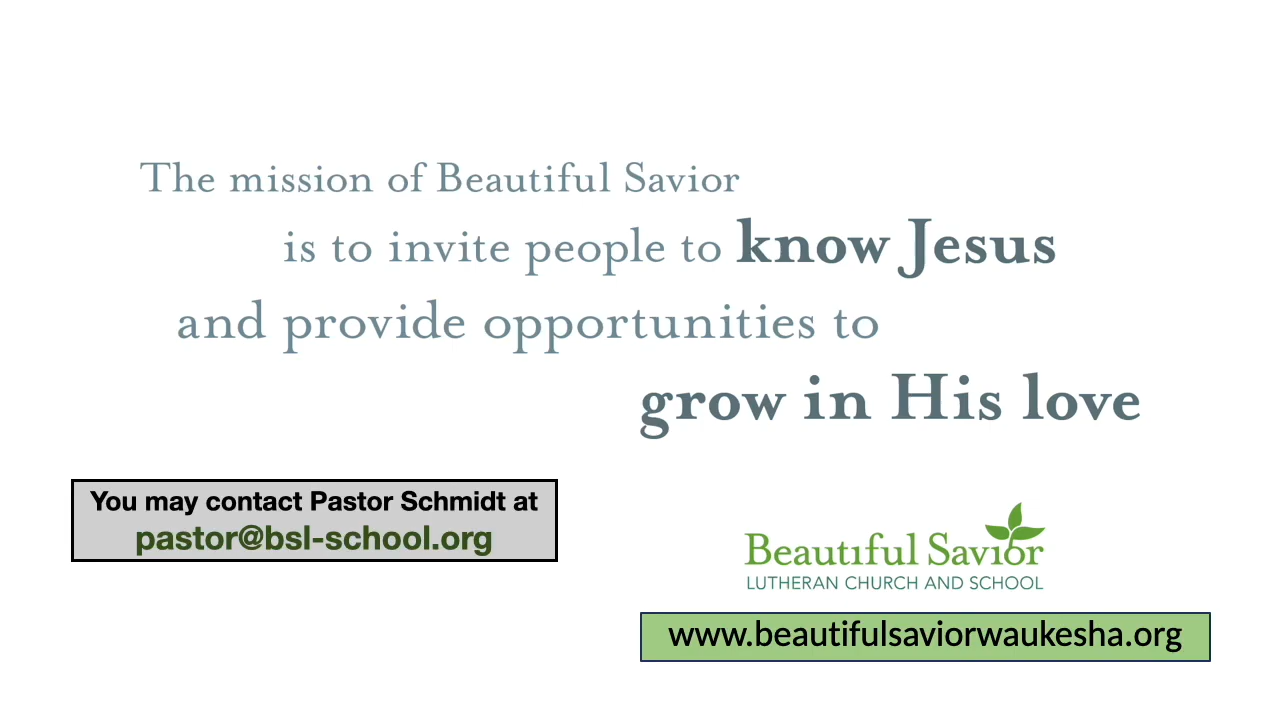 The mission of Beautiful Savior
is to invite people to know Jesus
and provide opportunities to
grow in His love
You may contact Pastor Schmidt at
pastor@bsl-school.org
Beautiful Savior
LUTHERAN CHURCH AND SCHOOL
www.beautifulsaviorwaukesha.org